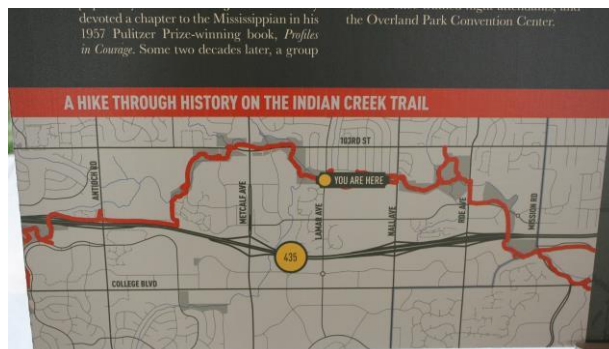 devoted a chapter to the Mississippian in his
1957 Pulitzer Prize-winning book, Profiles
in Courage. Some two decades later, a group
the Overland Park Convention Center.
A HIKE THROUGH HISTORY ON THE INDIAN CREEK TRAIL
103RD ST
YOU ARE HERE
ANTIOCH RD
METCALF AVE
LAMAR AVE
NALL AVE
ROE AVE
MISSION RD
435
COLLEGE BLVD